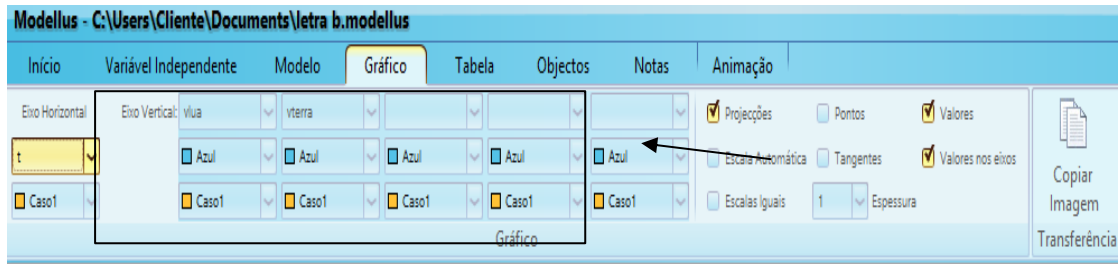 Modellus - C:\Users\Cliente\Documents\letra b.modellus
Início Variável Independente Modelo Gráfico Tabela Objectos Notas Animação
Eixo Horizontal Eixo Vertical: vlua vterra Projecções Pontos Valores
t Azul Azul Azul Azul Azul Escala Automática Tangentes Valores nos eixos
Caso1 Caso1 Caso1 Caso1 Caso1 Caso1 Escalas Iguais 1 Espessura
Copiar
Imagem
Gráfico Transferência